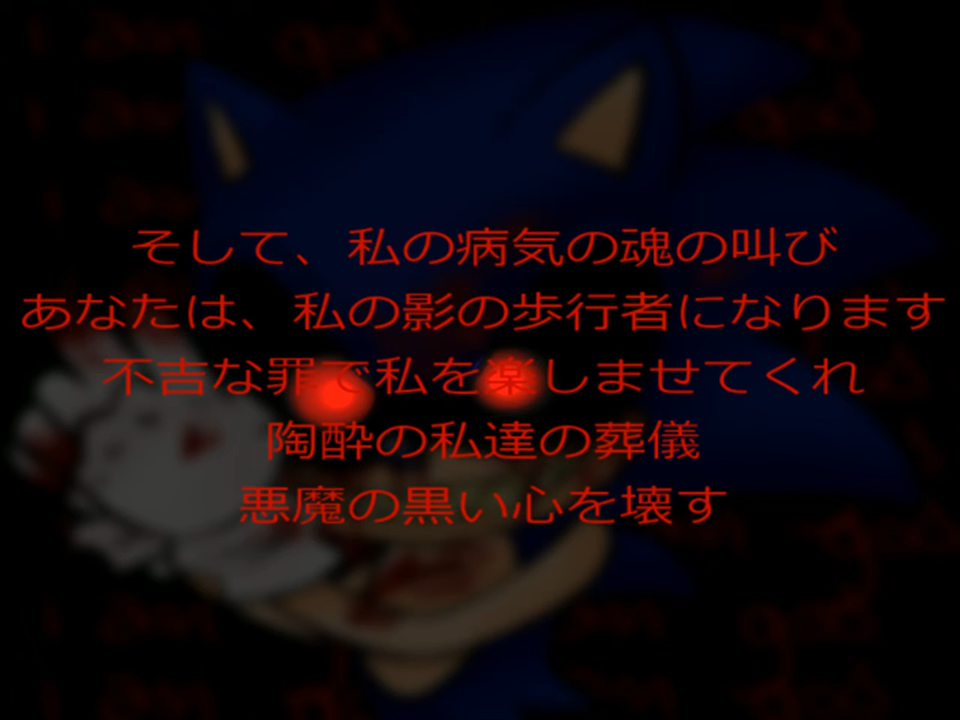 そして、私の病気の魂の叫び
あなたは、私の影の歩行者になります
不吉な罪で私を楽しませてくれ
陶酔の私達の葬儀
悪魔の黒い心を壊す